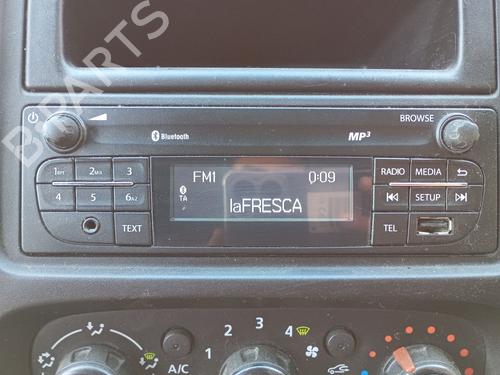 B-PARTS
BROWSE
Bluetooth MP3
FM1 0:09
TA
laFRESCA
1 2 3
4 5 6
TEXT
RADIO MEDIA
SETUP
TEL
A/C
1 2 3 4